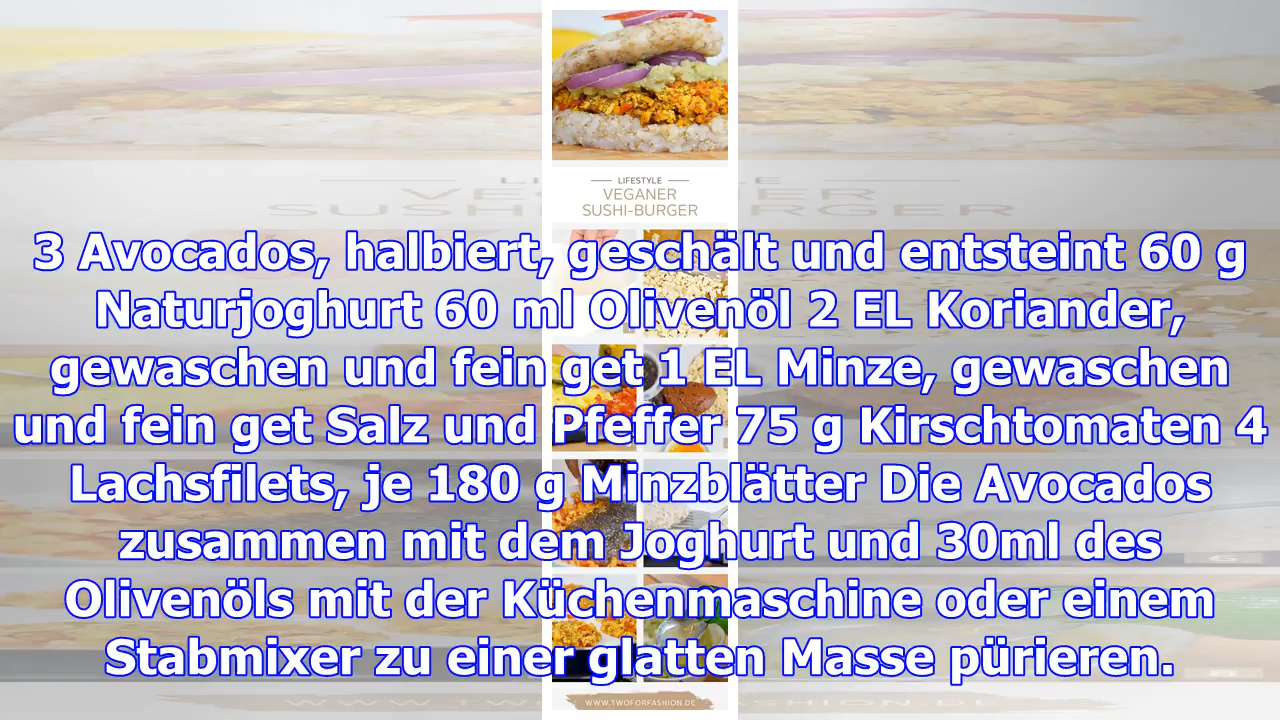 LIFESTYLE
VEGANER
SUSHI-BURGER
3 Avocados, halbiert, geschält und entsteint 60 g
Naturjoghurt 60 ml Olivenöl 2 EL Koriander,
gewaschen und fein get 1 EL Minze, gewaschen
und fein get Salz und Pfeffer 75 g Kirschtomaten 4
Lachsfilets, je 180 g Minzblätter Die Avocados
zusammen mit dem Joghurt und 30ml des
Olivenöls mit der Küchenmaschine oder einem
Stabmixer zu einer glatten Masse pürieren.
WWW.TWOFORFASHION.DE